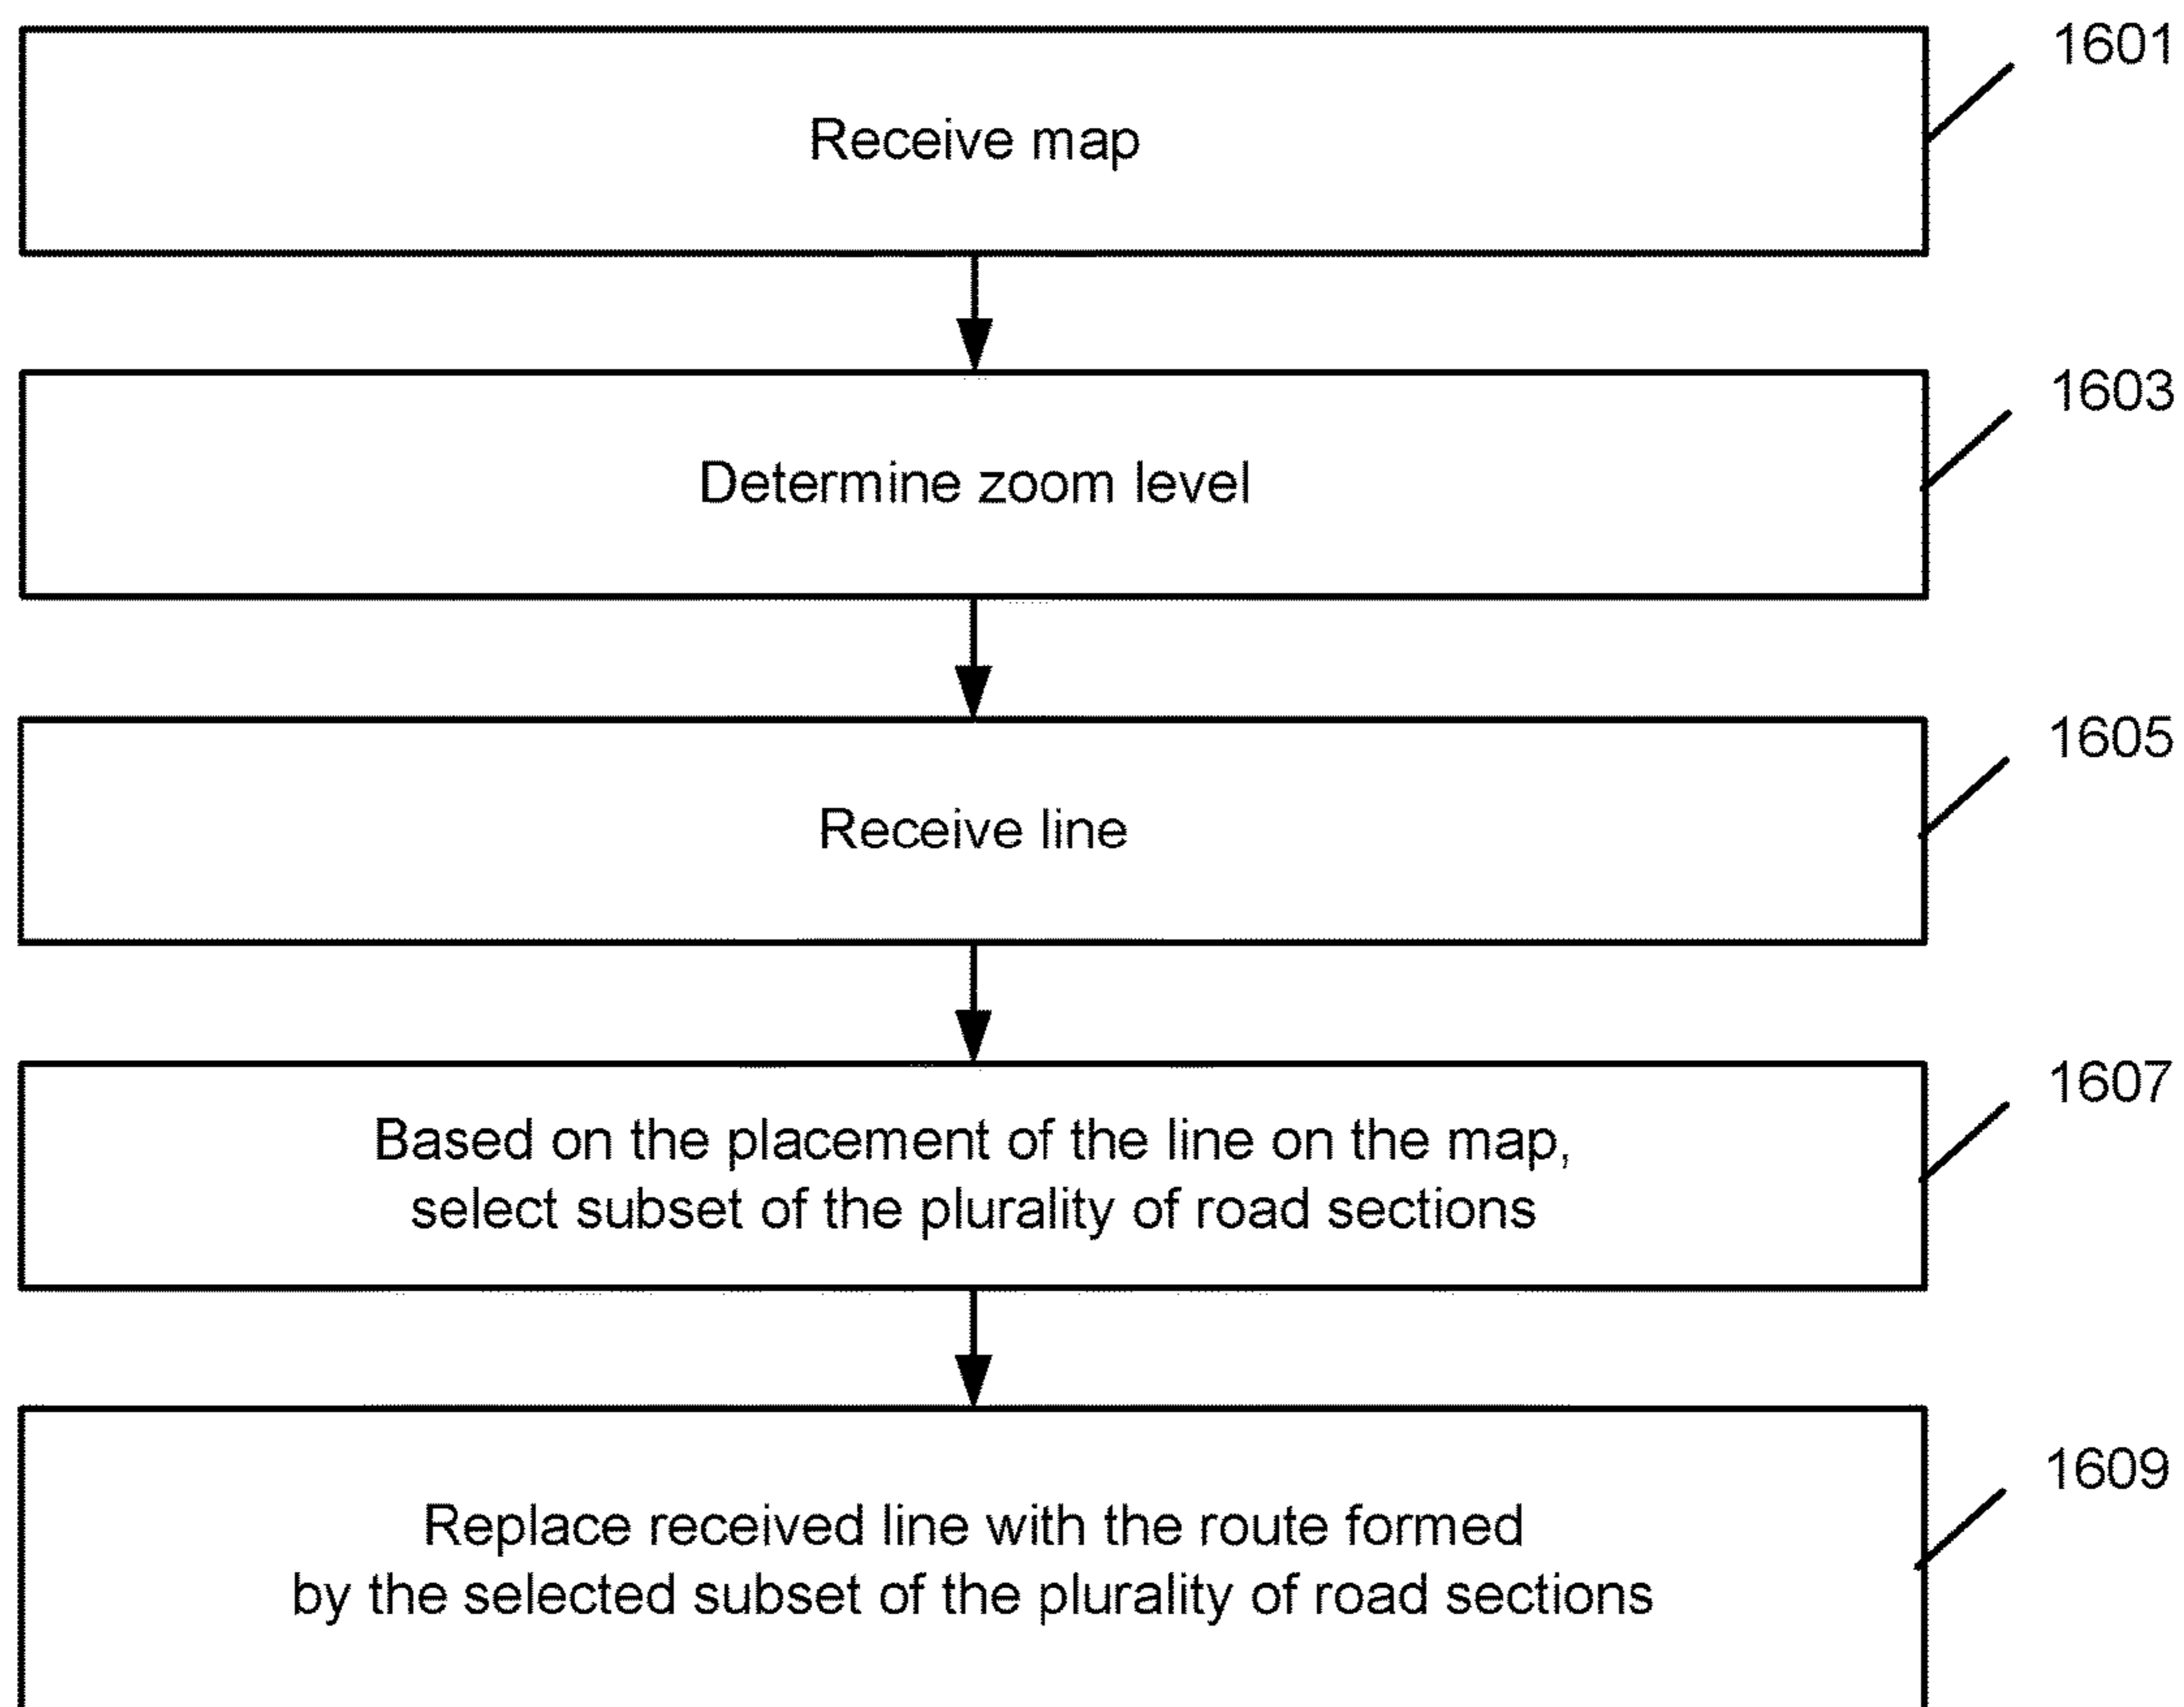 1601
Receive map
1603
Determine zoom level
1605
Receive line
1607
Based on the placement of the line on the map,
select subset of the plurality of road sections
1609
Replace received line with the route formed
by the selected subset of the plurality of road sections